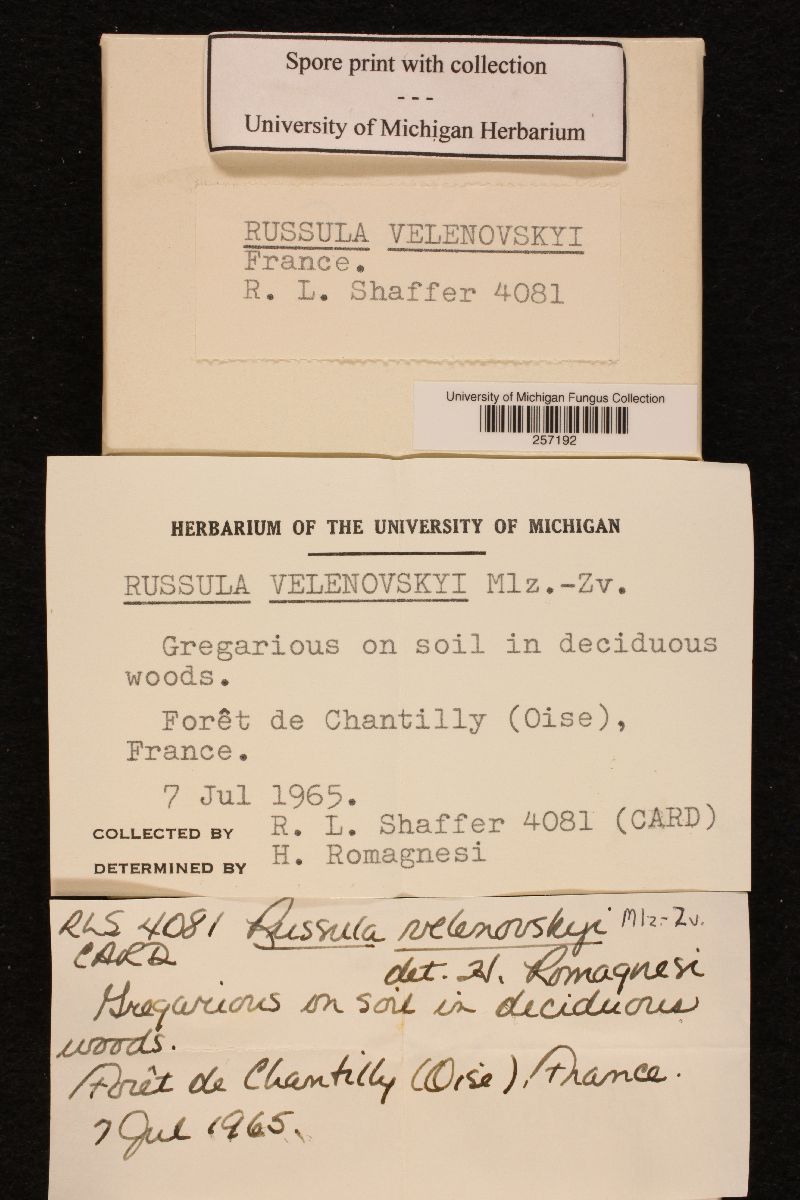 Spore print with collection
- - -
University of Michigan Herbarium
RUSSULA VELENOVSKYI
France.
R. L. Shaffer 4081
University of Michigan Fungus Collection
257192
HERBARIUM OF THE UNIVERSITY OF MICHIGAN
RUSSULA VELENOVSKYI Mlz.-Zv.
Gregarious on soil in deciduous
woods.
Forêt de Chantilly (Oise),
France.
7 Jul 1965.
COLLECTED BY R. L. Shaffer 4081 (CARD)
DETERMINED BY H. Romagnesi
RLS 4081 Russula velenovskyi Mlz.-Zv.
CARD det. H. Romagnesi
Gregarious on soil in deciduous
woods.
Forêt de Chantilly (Oise), France.
7 Jul 1965.